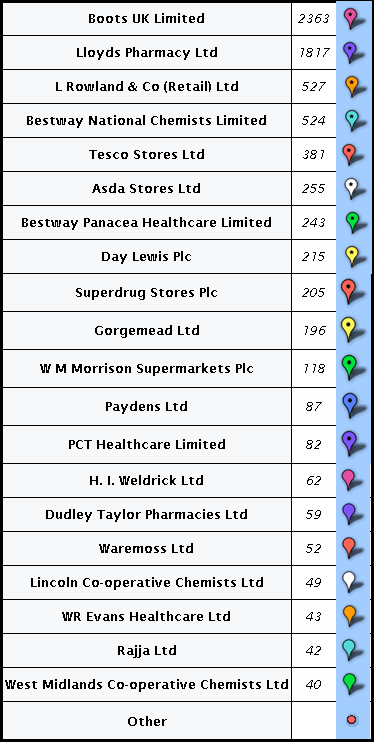 Boots UK Limited 2363
Lloyds Pharmacy Ltd 1817
L Rowland & Co (Retail) Ltd 527
Bestway National Chemists Limited 524
Tesco Stores Ltd 381
Asda Stores Ltd 255
Bestway Panacea Healthcare Limited 243
Day Lewis Plc 215
Superdrug Stores Plc 205
Gorgemead Ltd 196
W M Morrison Supermarkets Plc 118
Paydens Ltd 87
PCT Healthcare Limited 82
H. I. Weldrick Ltd 62
Dudley Taylor Pharmacies Ltd 59
Waremoss Ltd 52
Lincoln Co-operative Chemists Ltd 49
WR Evans Healthcare Ltd 43
Rajja Ltd 42
West Midlands Co-operative Chemists Ltd 40
Other